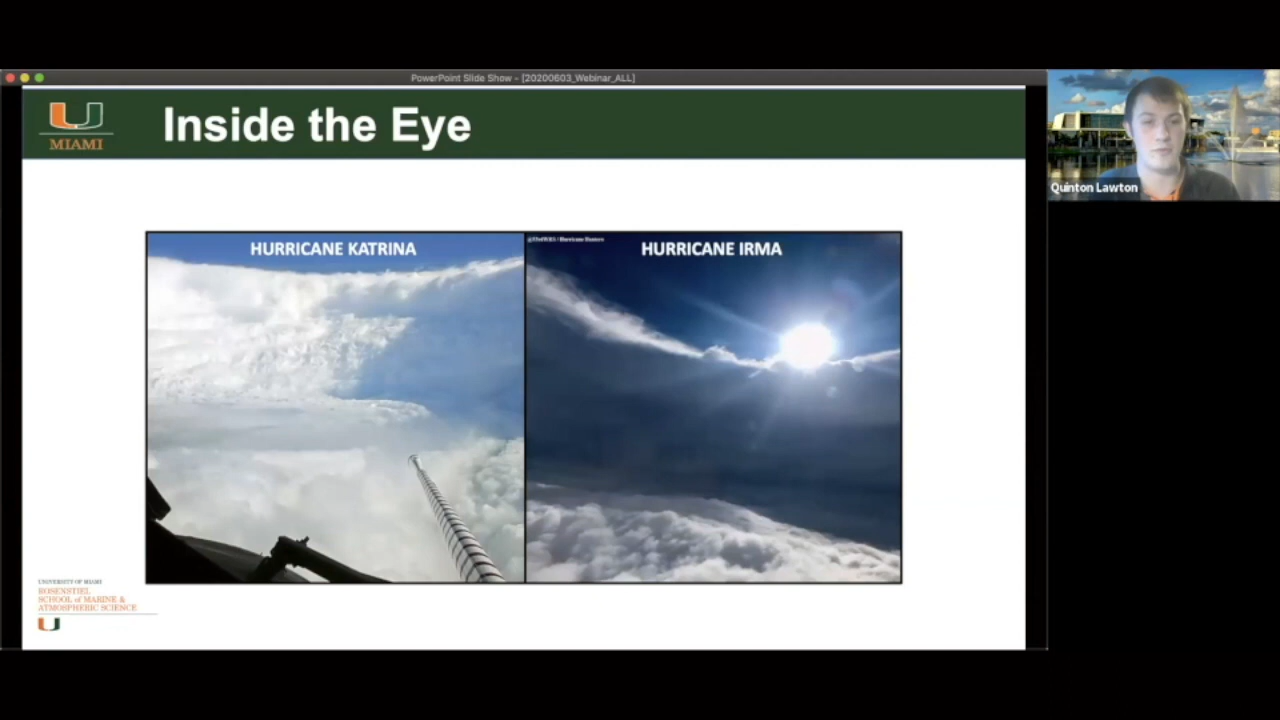 PowerPoint Slide Show - [20200603_Webinar_ALL]
U
MIAMI
Inside the Eye
Quinton Lawton
HURRICANE KATRINA
HURRICANE IRMA
UNIVERSITY OF MIAMI
ROSENSTIEL
SCHOOL of MARINE &
ATMOSPHERIC SCIENCE
U